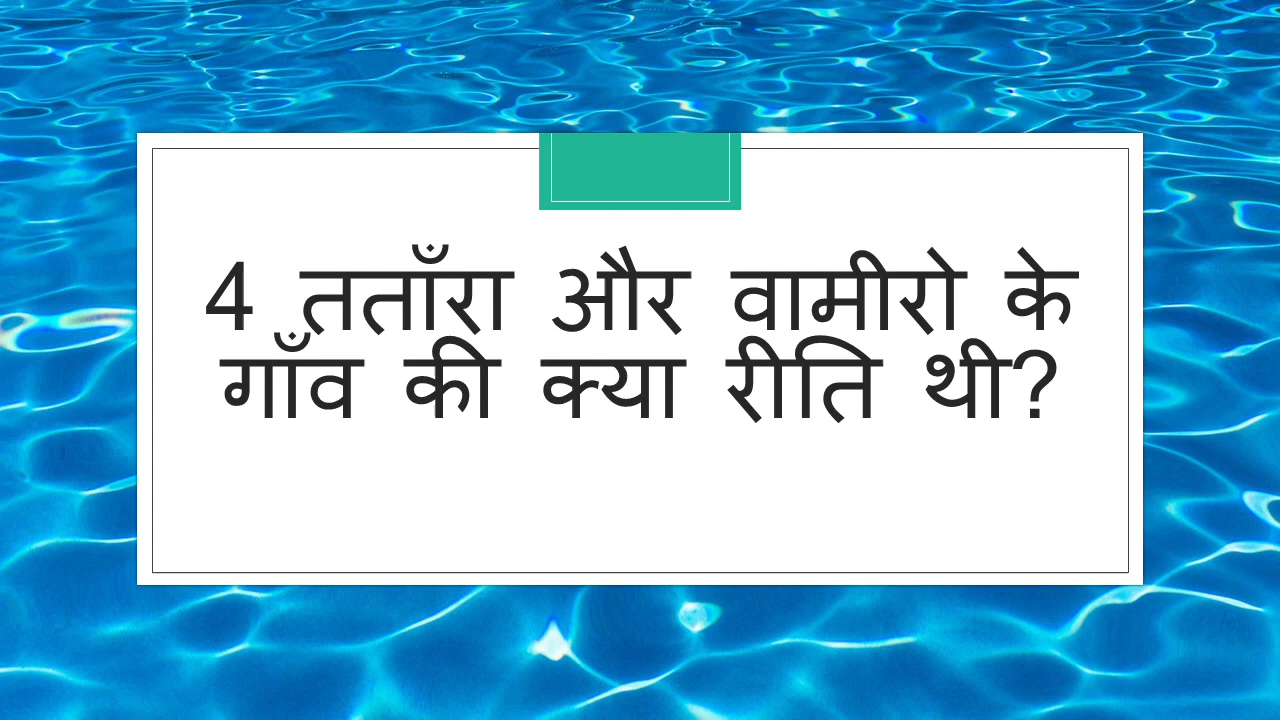 4 तताँरा और वामीरो के
गाँव की क्या रीति थी?